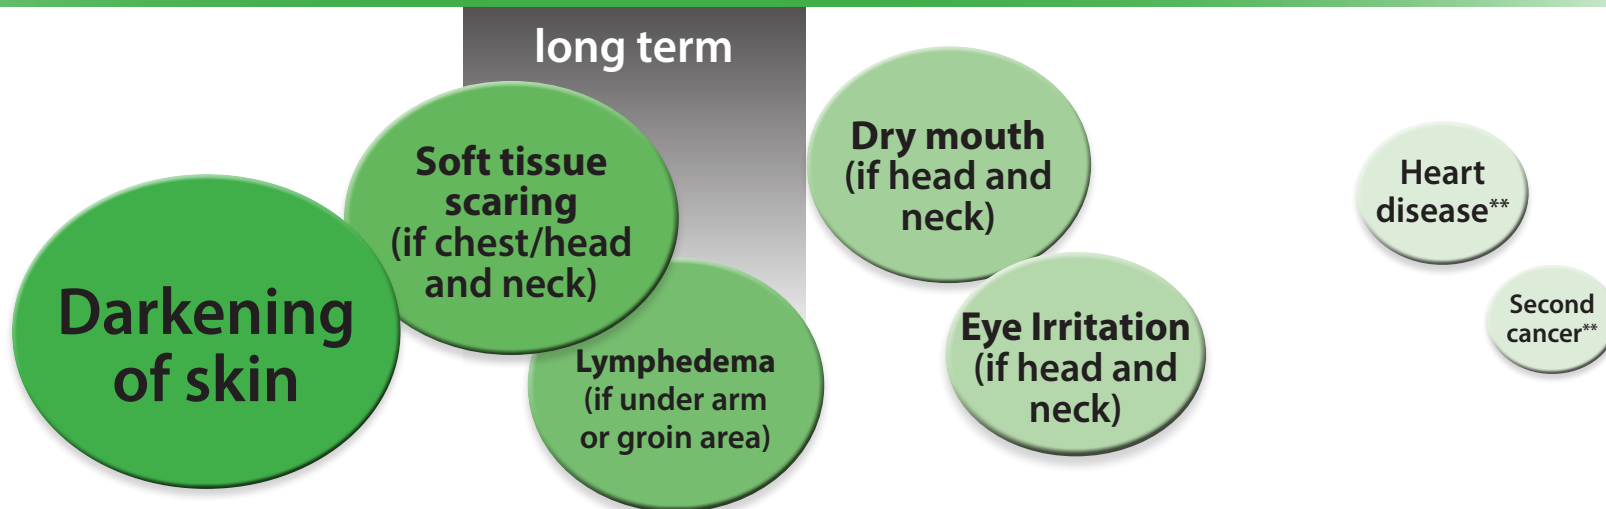 long term
Darkening
of skin
Soft tissue
scaring
(if chest/head
and neck)
Lymphedema
(if under arm
or groin area)
Dry mouth
(if head and
neck)
Eye Irritation
(if head and
neck)
Heart
disease**
Second
cancer**